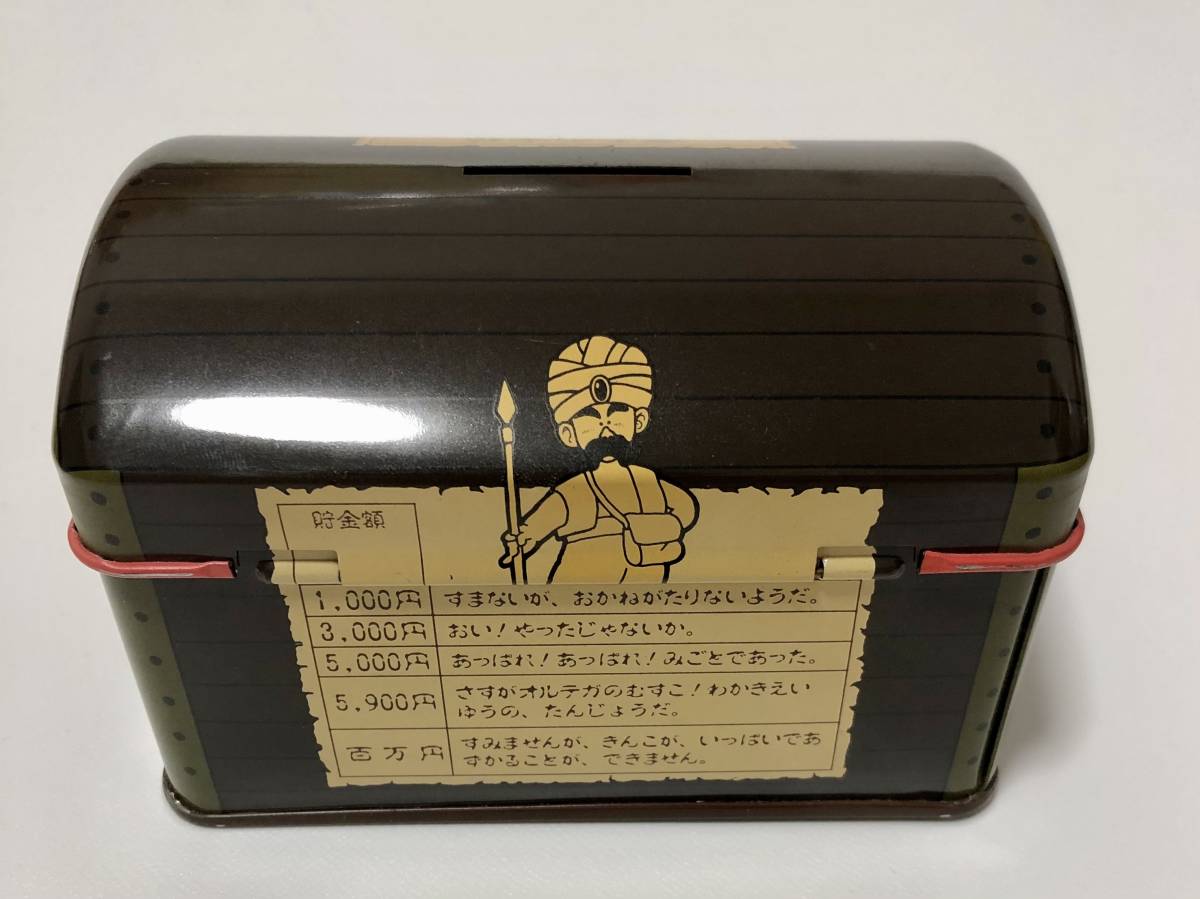 貯金額
1,000円 すまないが、おかねがたりないようだ。
3,000円 おい！やったじゃないか。
5,000円 あっぱれ！あっぱれ！みごとであった。
5,900円 さすがオルテガのむすこ！わかきえい
ゆうの、たんじょうだ。
百万円 すみませんが、きんこが、いっぱいであ
ずかることが、できません。